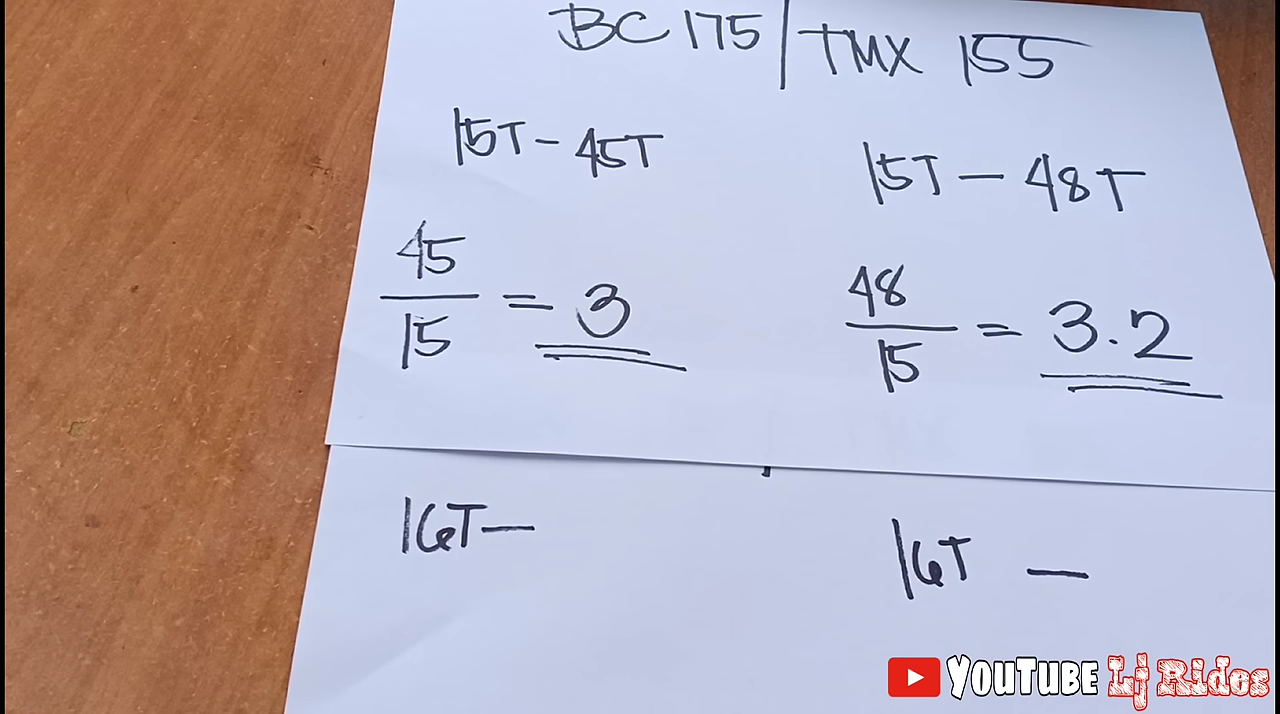 BC 175 / TMX 155
15T - 45T
15T - 48T
45/15 = 3
48/15 = 3.2
16T -
16T -
YOUTUBE Lj Rides